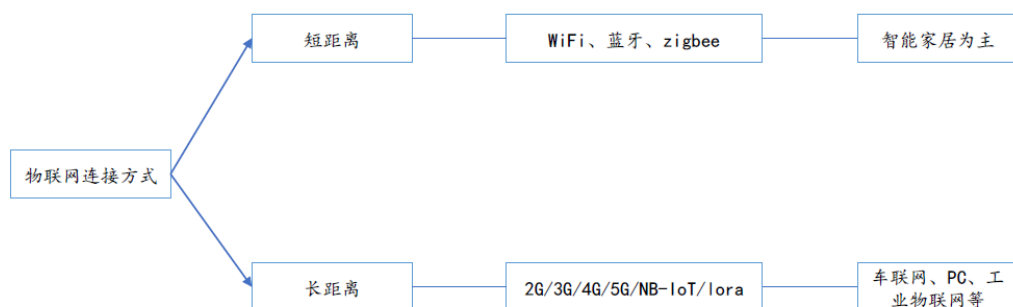 短距离
WiFi、蓝牙、zigbee
智能家居为主
物联网连接方式
长距离
2G/3G/4G/5G/NB-IoT/lora
车联网、PC、工
业物联网等